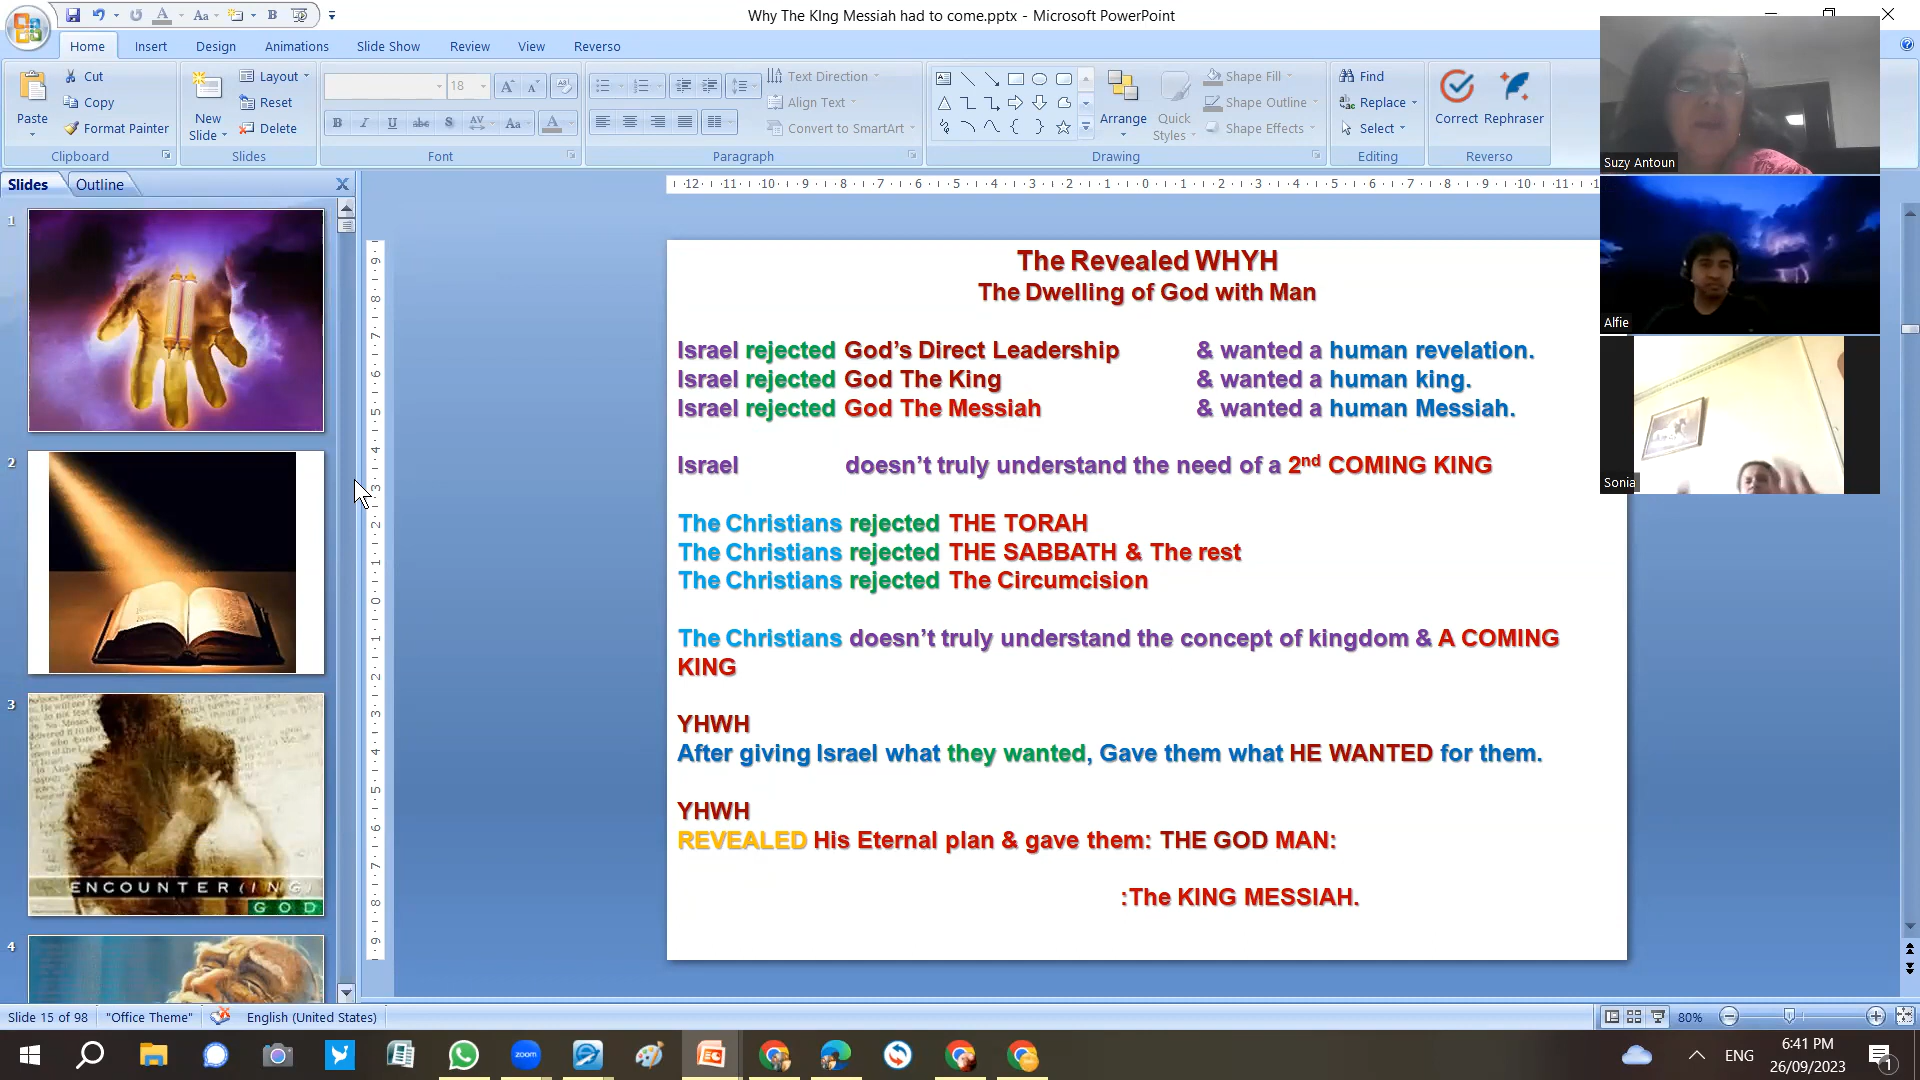 Why The KIng Messiah had to come.pptx - Microsoft PowerPoint
Home Insert Design Animations Slide Show Review View Reverso
Paste
Cut
Copy
Format Painter
Clipboard
New Slide
Layout
Reset
Delete
Slides
18
Font
Text Direction
Align Text
Convert to SmartArt
Paragraph
Arrange
Quick Styles
Shape Fill
Shape Outline
Shape Effects
Drawing
Find
Replace
Select
Editing
Correct Rephraser
Reverso
Slides Outline
1
2
3
ENCOUNTER(ING)
GOD
4
The Revealed WHYH
The Dwelling of God with Man
Israel rejected God’s Direct Leadership & wanted a human revelation.
Israel rejected God The King & wanted a human king.
Israel rejected God The Messiah & wanted a human Messiah.
Israel doesn’t truly understand the need of a 2nd COMING KING
The Christians rejected THE TORAH
The Christians rejected THE SABBATH & The rest
The Christians rejected The Circumcision
The Christians doesn’t truly understand the concept of kingdom & A COMING
KING
YHWH
After giving Israel what they wanted, Gave them what HE WANTED for them.
YHWH
REVEALED His Eternal plan & gave them: THE GOD MAN:
:The KING MESSIAH.
Suzy Antoun
Alfie
Sonia
Slide 15 of 98 "Office Theme" English (United States) 80%
zoom
ENG
6:41 PM
26/09/2023
1